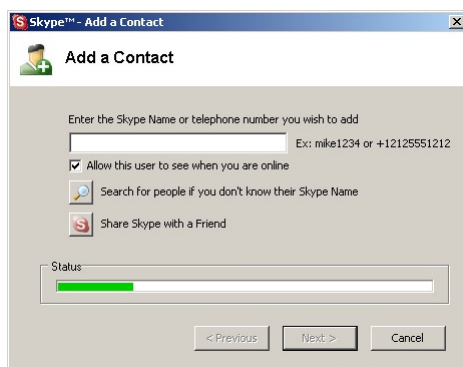 Skype™ - Add a Contact
Add a Contact
Enter the Skype Name or telephone number you wish to add
Ex: mike1234 or +12125551212
Allow this user to see when you are online
Search for people if you don't know their Skype Name
Share Skype with a Friend
Status
< Previous Next > Cancel